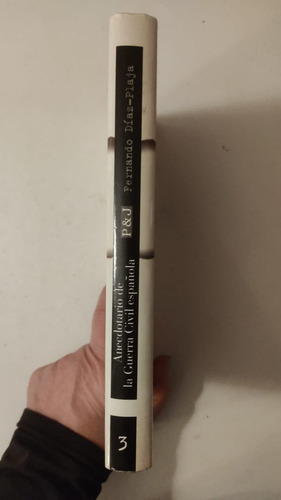 Fernando Díaz-Plaja
P&J
Anecdotario de
la Guerra Civil española
3